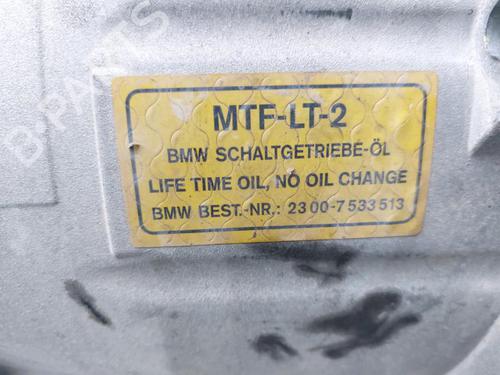 B-PARTS
MTF-LT-2
BMW SCHALTGETRIEBE-ÖL
LIFE TIME OIL, NO OIL CHANGE
BMW BEST.-NR.: 23 00-7 533 513